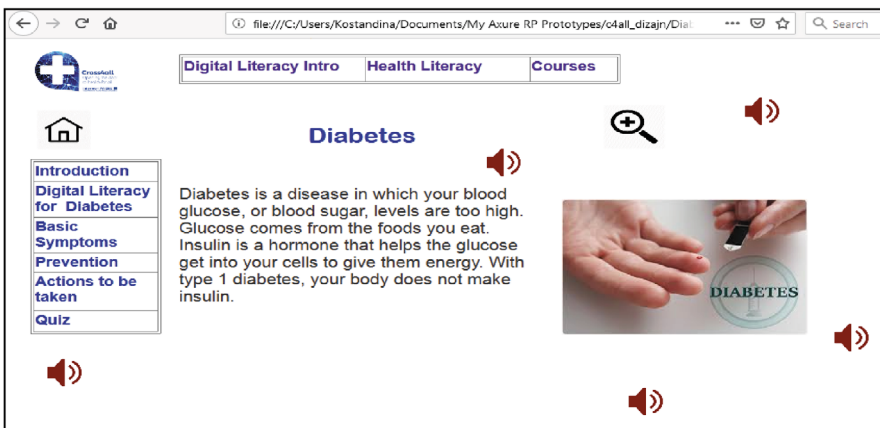 file:///C:/Users/Kostandina/Documents/My Axure RP Prototypes/c4all_dizajn/Dia
Search
Cross4all
Digital Literacy Intro
Health Literacy
Courses
Diabetes
Introduction
Digital Literacy
for Diabetes
Basic
Symptoms
Prevention
Actions to be
taken
Quiz
Diabetes is a disease in which your blood
glucose, or blood sugar, levels are too high.
Glucose comes from the foods you eat.
Insulin is a hormone that helps the glucose
get into your cells to give them energy. With
type 1 diabetes, your body does not make
insulin.
DIABETES